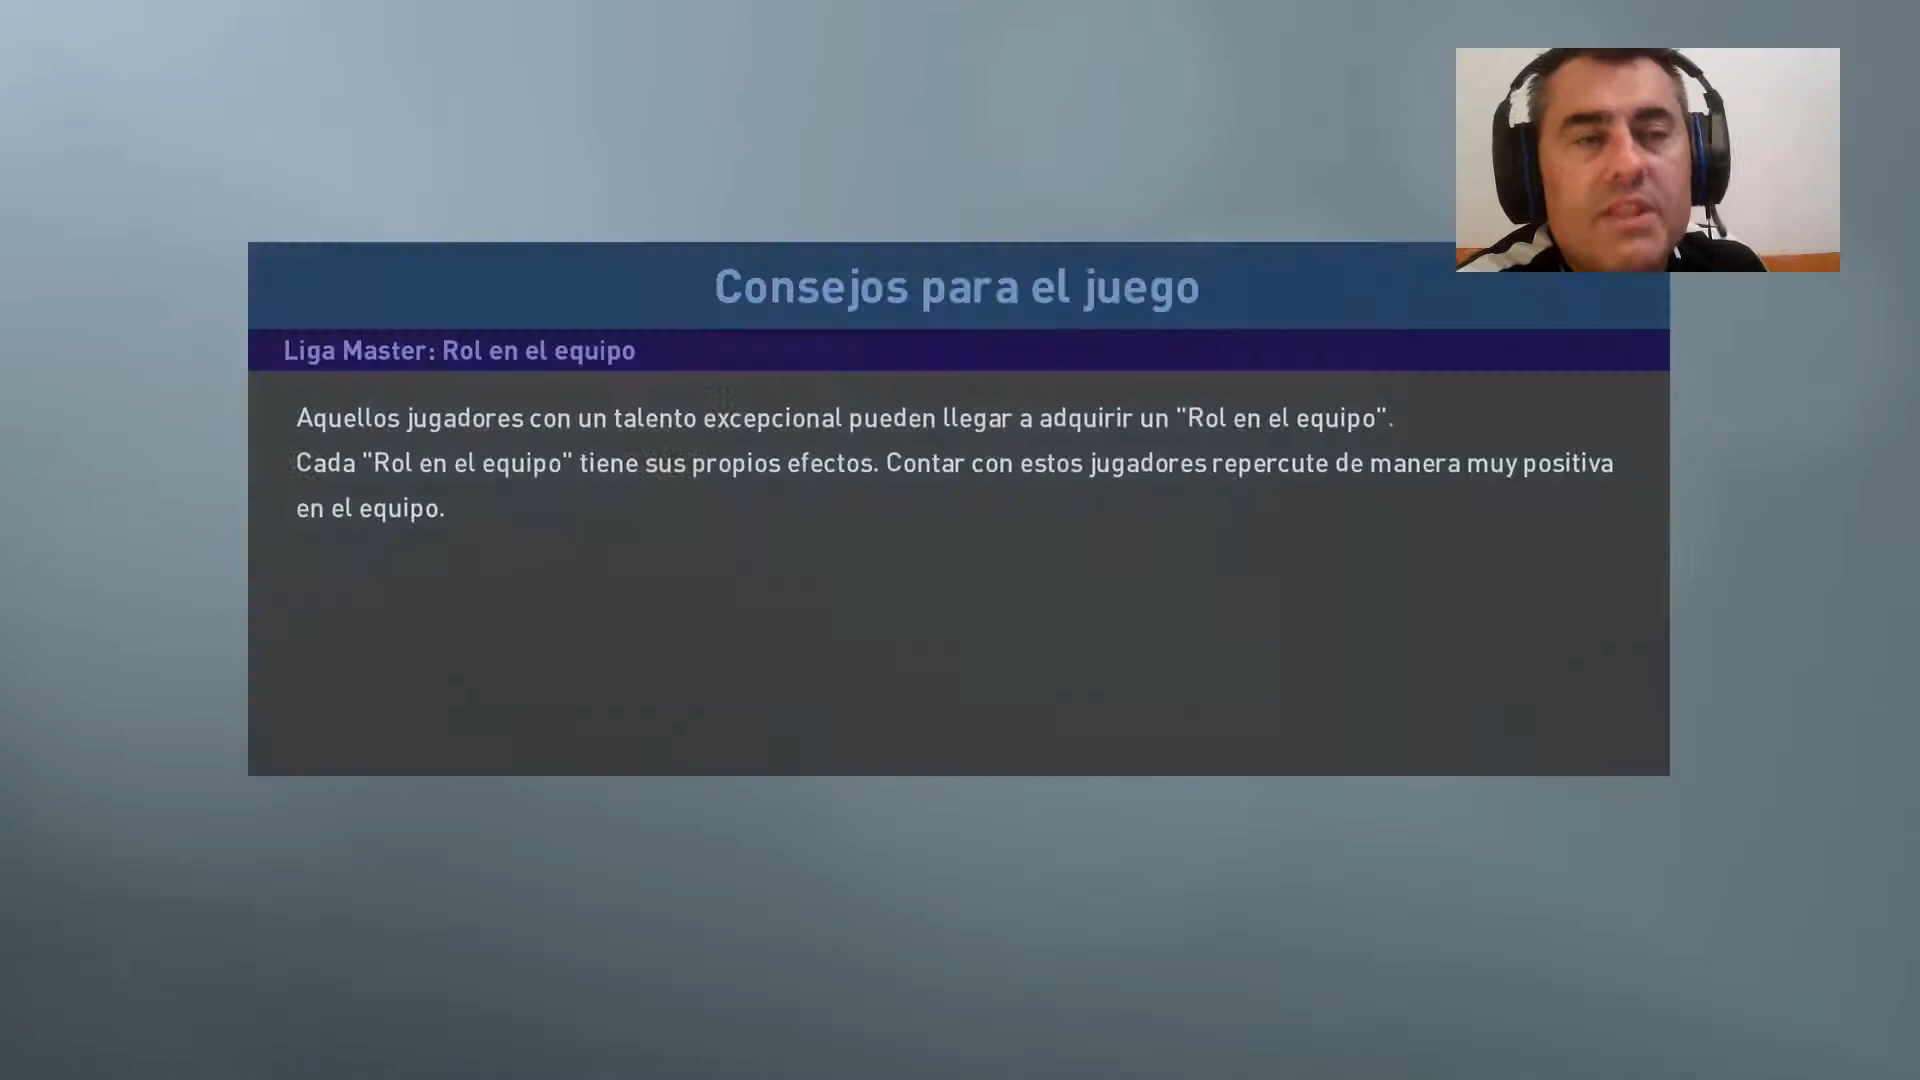 Consejos para el juego
Liga Master: Rol en el equipo
Aquellos jugadores con un talento excepcional pueden llegar a adquirir un "Rol en el equipo".
Cada "Rol en el equipo" tiene sus propios efectos. Contar con estos jugadores repercute de manera muy positiva
en el equipo.